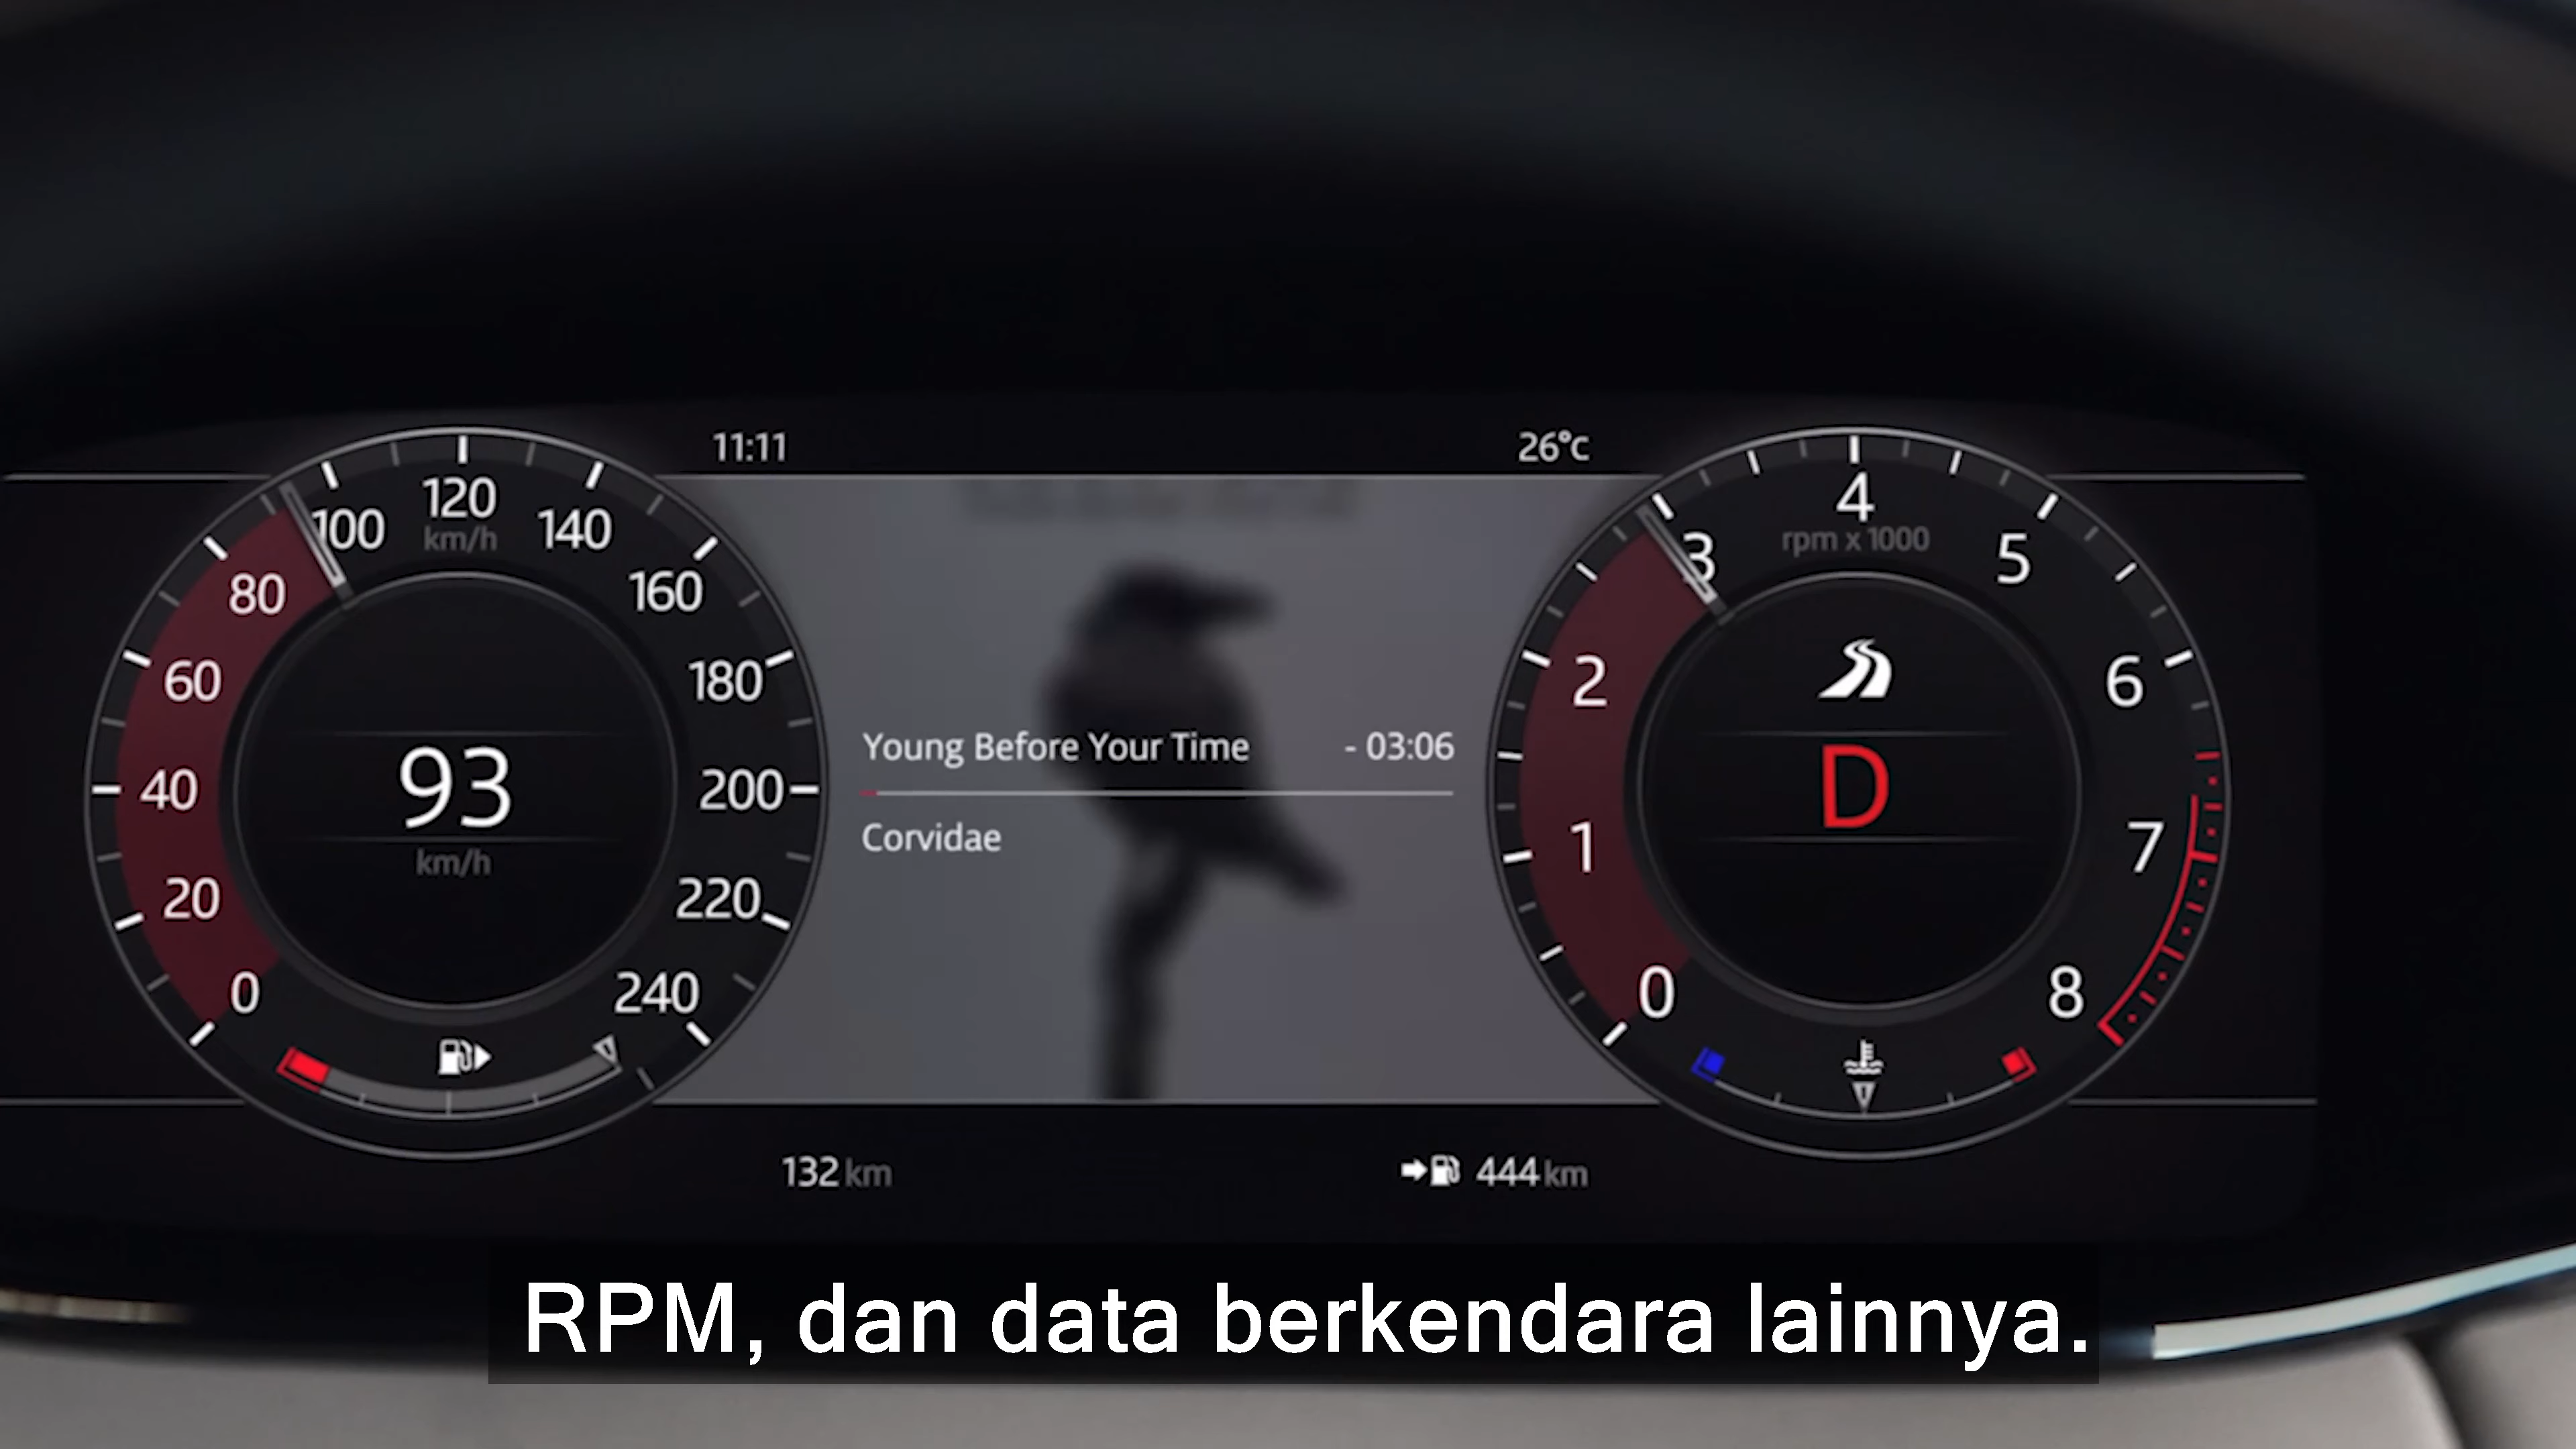 11:11
26°C
0
20
40
60
80
100
120
140
160
180
200
220
240
km/h
93
km/h
Young Before Your Time - 03:06
Corvidae
0
1
2
3
4
5
6
7
8
rpm x 1000
D
132 km
444 km
RPM, dan data berkendara lainnya.